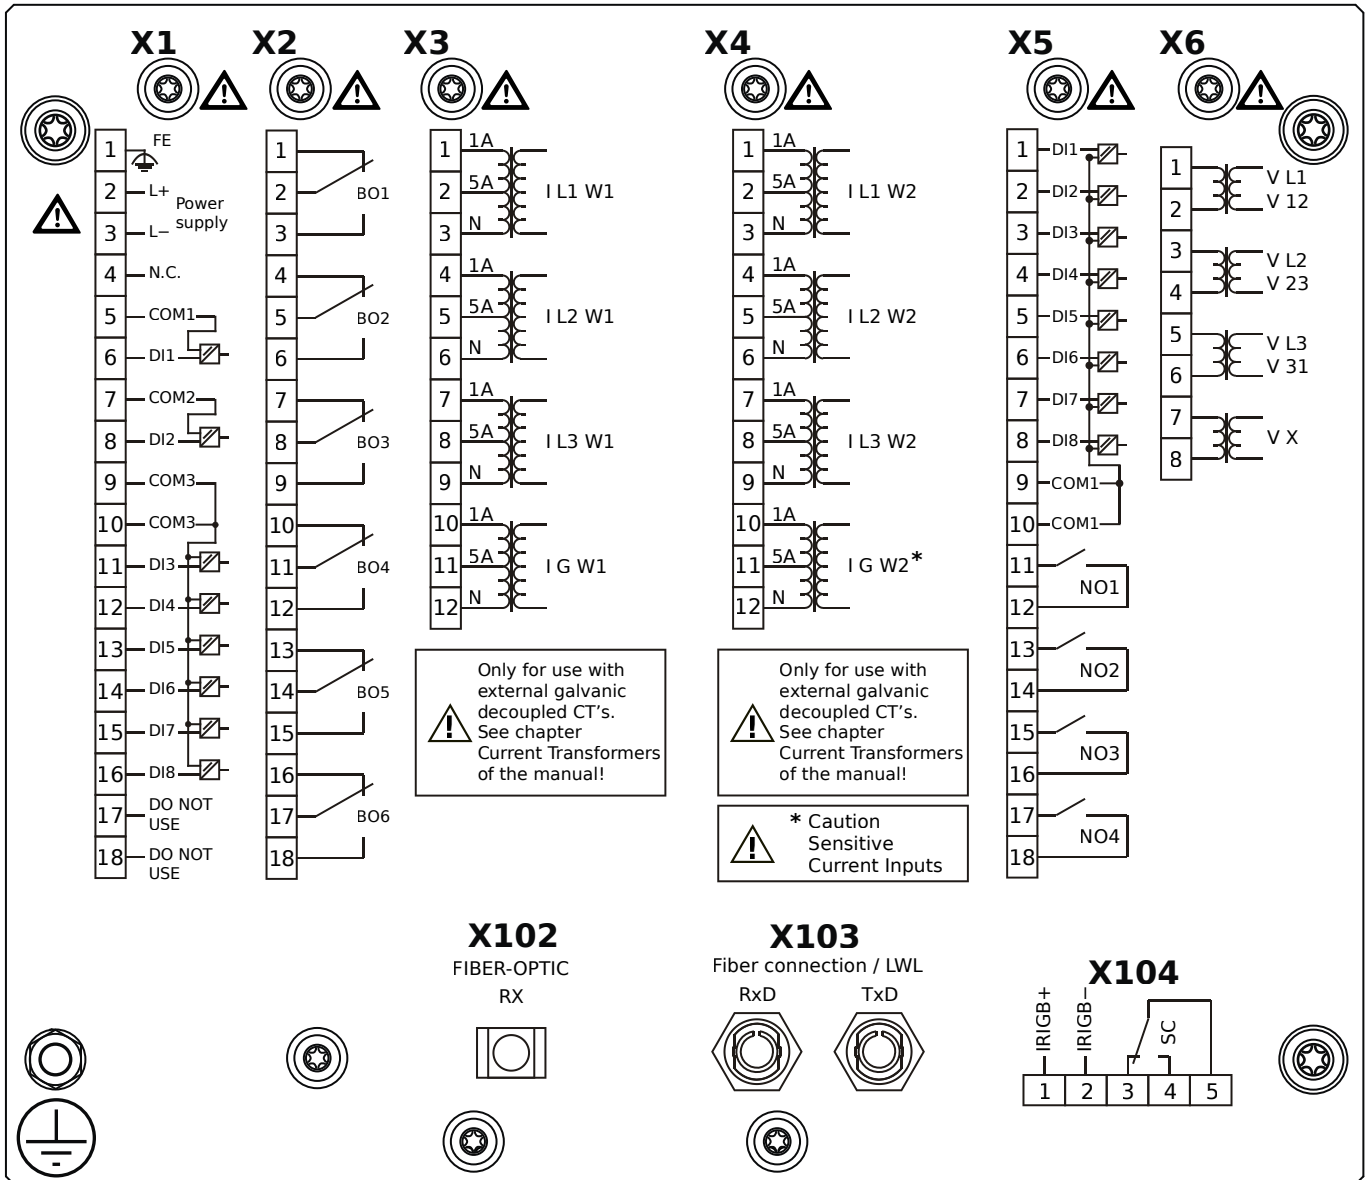 X1
X2
X3
X4
X5
X6
1 FE
2 L+
Power
supply
3 L−
4 N.C.
5 COM1
6 DI1
7 COM2
8 DI2
9 COM3
10 COM3
11 DI3
12 DI4
13 DI5
14 DI6
15 DI7
16 DI8
17 DO NOT
USE
18 DO NOT
USE
1
2 BO1
3
4
5 BO2
6
7
8 BO3
9
10
11 BO4
12
13
14 BO5
15
16
17 BO6
18
1 1A
2 5A I L1 W1
3 N
4 1A
5 5A I L2 W1
6 N
7 1A
8 5A I L3 W1
9 N
10 1A
11 5A I G W1
12 N
Only for use with
external galvanic
decoupled CT’s.
See chapter
Current Transformers
of the manual!
1 1A
2 5A I L1 W2
3 N
4 1A
5 5A I L2 W2
6 N
7 1A
8 5A I L3 W2
9 N
10 1A
11 5A I G W2*
12 N
Only for use with
external galvanic
decoupled CT’s.
See chapter
Current Transformers
of the manual!
* Caution
Sensitive
Current Inputs
1 DI1
2 DI2
3 DI3
4 DI4
5 DI5
6 DI6
7 DI7
8 DI8
9 COM1
10 COM1
11
NO1
12
13
NO2
14
15
NO3
16
17
NO4
18
1
V L1
V 12
2
3
V L2
V 23
4
5
V L3
V 31
6
7
V X
8
X102
FIBER-OPTIC
RX
X103
Fiber connection / LWL
RxD TxD
X104
IRIGB+
IRIGB−
SC
1 2 3 4 5